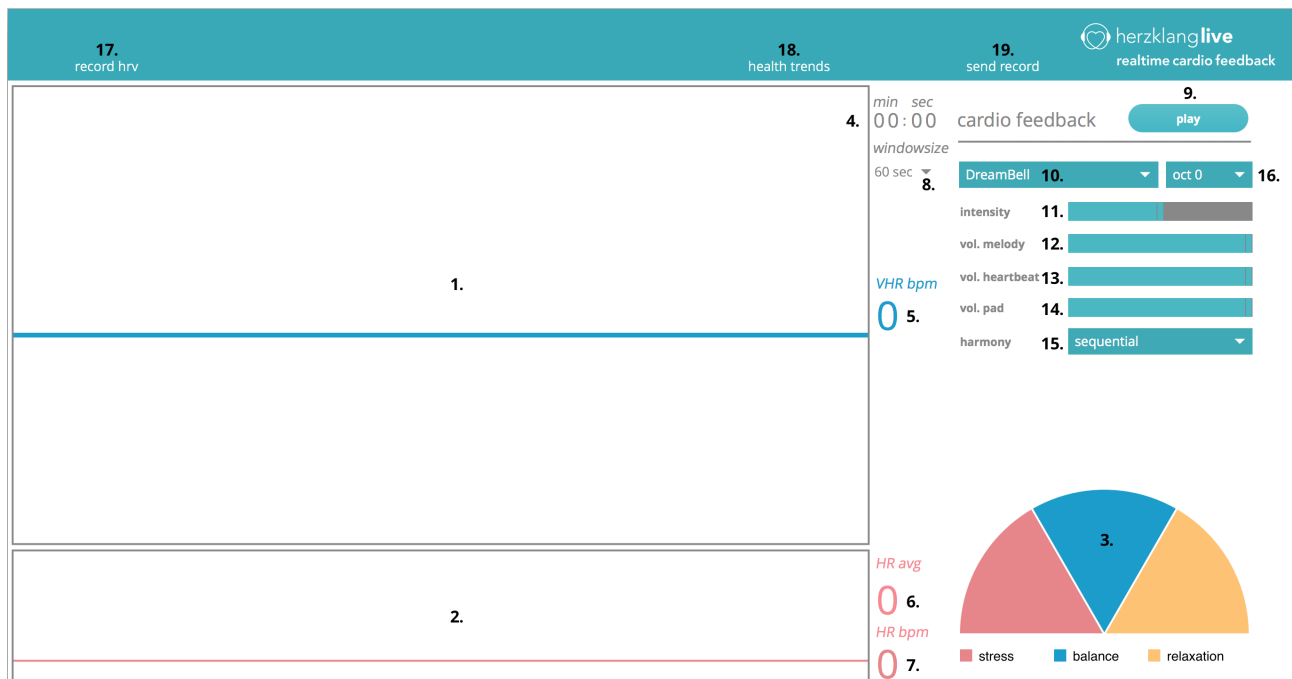 17.
record hrv
18.
health trends
19.
send record
herzklanglive
realtime cardio feedback
1.
4.
min sec
00:00
windowsize
60 sec
8.
VHR bpm
0 5.
9.
cardio feedback play
DreamBell 10. oct 0 16.
intensity 11.
vol. melody 12.
vol. heartbeat 13.
vol. pad 14.
harmony 15. sequential
2.
HR avg
0 6.
HR bpm
0 7.
3.
stress balance relaxation